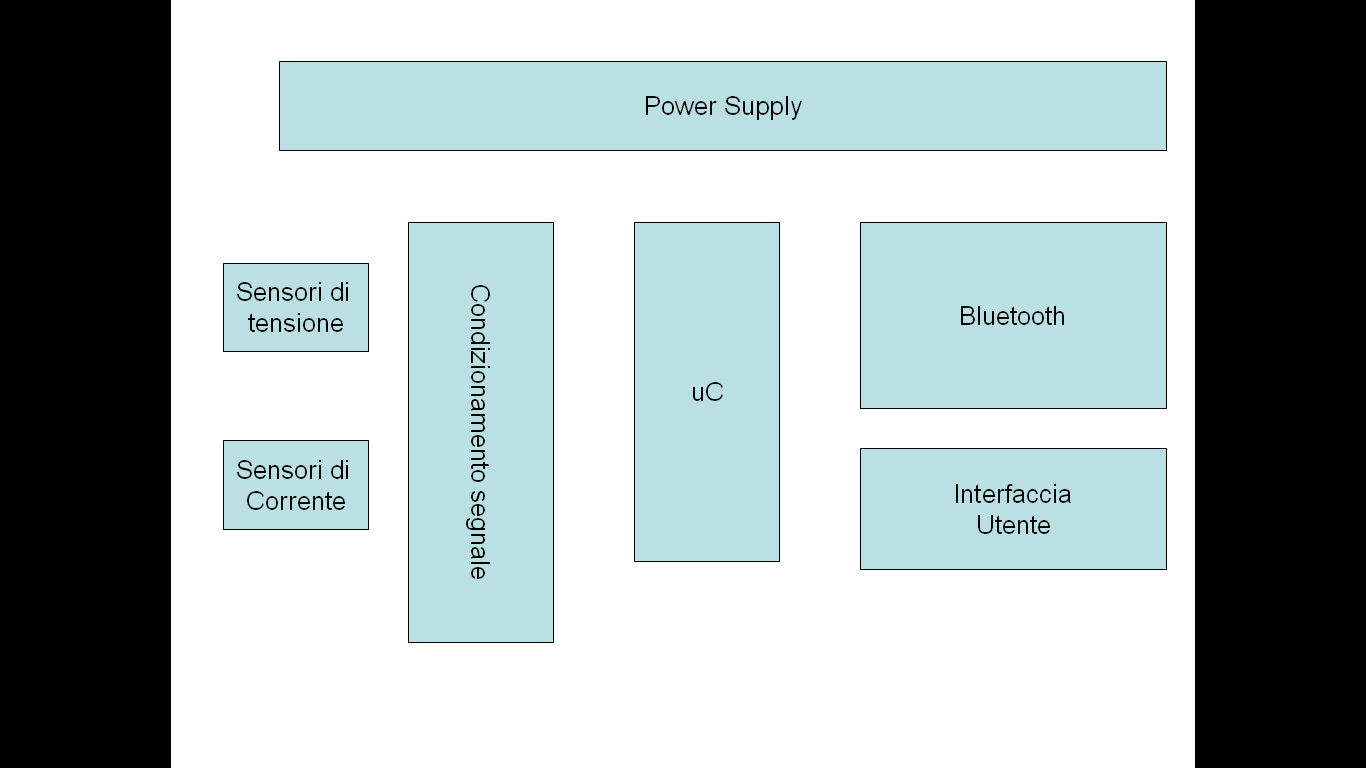 Power Supply
Sensori di
tensione
Sensori di
Corrente
Condizionamento segnale
uC
Bluetooth
Interfaccia
Utente